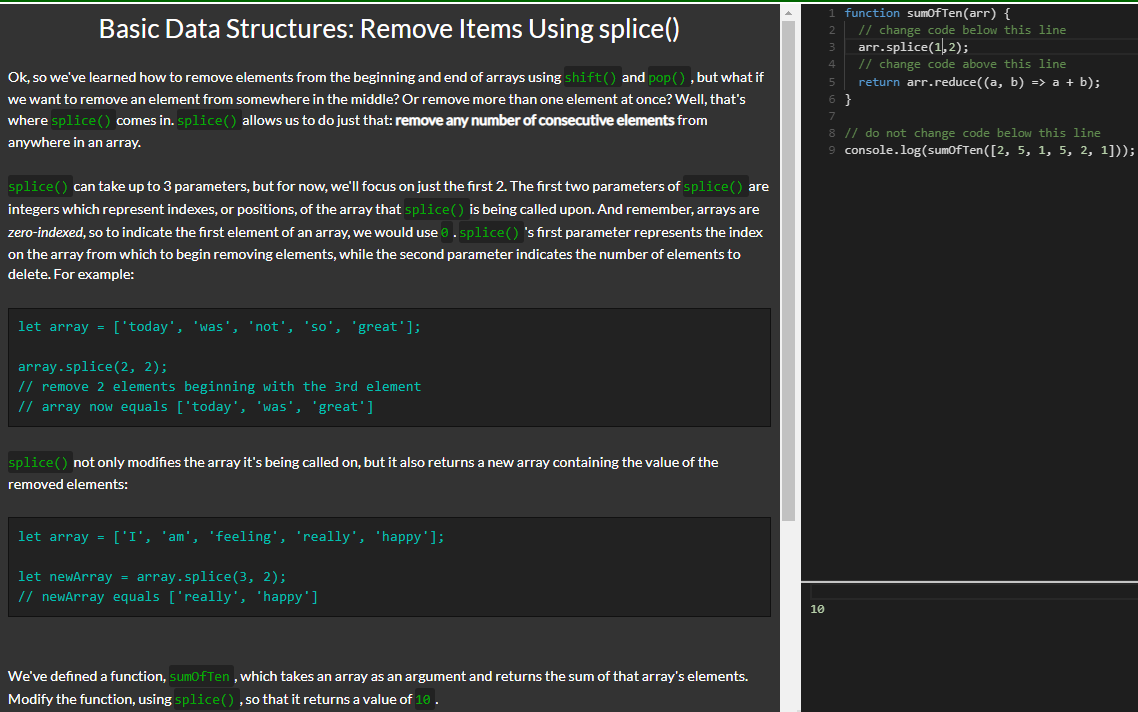 Basic Data Structures: Remove Items Using splice()
Ok, so we've learned how to remove elements from the beginning and end of arrays using shift() and pop() , but what if
we want to remove an element from somewhere in the middle? Or remove more than one element at once? Well, that's
where splice() comes in. splice() allows us to do just that: remove any number of consecutive elements from
anywhere in an array.
splice() can take up to 3 parameters, but for now, we'll focus on just the first 2. The first two parameters of splice() are
integers which represent indexes, or positions, of the array that splice() is being called upon. And remember, arrays are
zero-indexed, so to indicate the first element of an array, we would use 0 . splice() 's first parameter represents the index
on the array from which to begin removing elements, while the second parameter indicates the number of elements to
delete. For example:
let array = ['today', 'was', 'not', 'so', 'great'];
array.splice(2, 2);
// remove 2 elements beginning with the 3rd element
// array now equals ['today', 'was', 'great']
splice() not only modifies the array it's being called on, but it also returns a new array containing the value of the
removed elements:
let array = ['I', 'am', 'feeling', 'really', 'happy'];
let newArray = array.splice(3, 2);
// newArray equals ['really', 'happy']
We've defined a function, sumOfTen , which takes an array as an argument and returns the sum of that array's elements.
Modify the function, using splice() , so that it returns a value of 10 .
1 function sumOfTen(arr) {
2 // change code below this line
3 arr.splice(1,2);
4 // change code above this line
5 return arr.reduce((a, b) => a + b);
6 }
7
8 // do not change code below this line
9 console.log(sumOfTen([2, 5, 1, 5, 2, 1]));
10